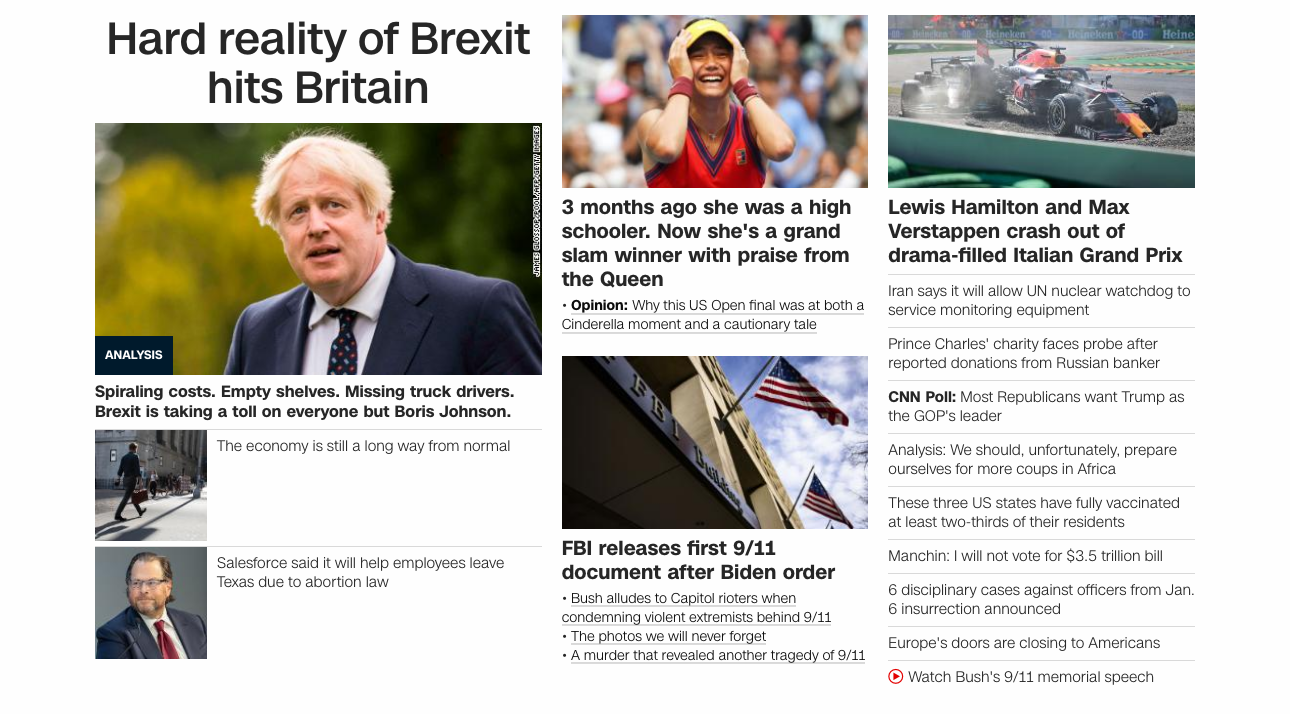 Hard reality of Brexit
hits Britain
JAMES GLOSSOP/POOL/AFP/GETTY IMAGES
ANALYSIS
Spiraling costs. Empty shelves. Missing truck drivers.
Brexit is taking a toll on everyone but Boris Johnson.
The economy is still a long way from normal
Salesforce said it will help employees leave
Texas due to abortion law
3 months ago she was a high
schooler. Now she's a grand
slam winner with praise from
the Queen
• Opinion: Why this US Open final was at both a
Cinderella moment and a cautionary tale
FBI Building
FBI releases first 9/11
document after Biden order
• Bush alludes to Capitol rioters when
condemning violent extremists behind 9/11
• The photos we will never forget
• A murder that revealed another tragedy of 9/11
Heineken Heineken Heineken Heine
Lewis Hamilton and Max
Verstappen crash out of
drama-filled Italian Grand Prix
Iran says it will allow UN nuclear watchdog to
service monitoring equipment
Prince Charles' charity faces probe after
reported donations from Russian banker
CNN Poll: Most Republicans want Trump as
the GOP's leader
Analysis: We should, unfortunately, prepare
ourselves for more coups in Africa
These three US states have fully vaccinated
at least two-thirds of their residents
Manchin: I will not vote for $3.5 trillion bill
6 disciplinary cases against officers from Jan.
6 insurrection announced
Europe's doors are closing to Americans
Watch Bush's 9/11 memorial speech